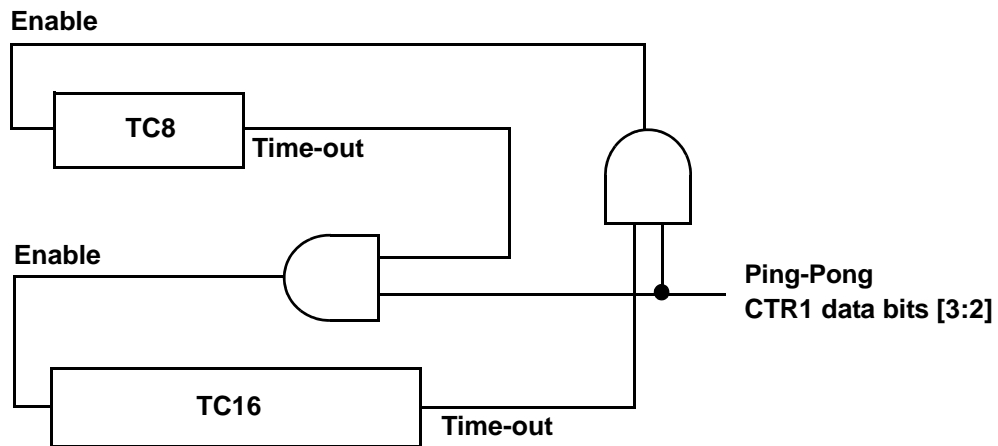 Enable
TC8
Time-out
Enable
Ping-Pong
CTR1 data bits [3:2]
TC16
Time-out